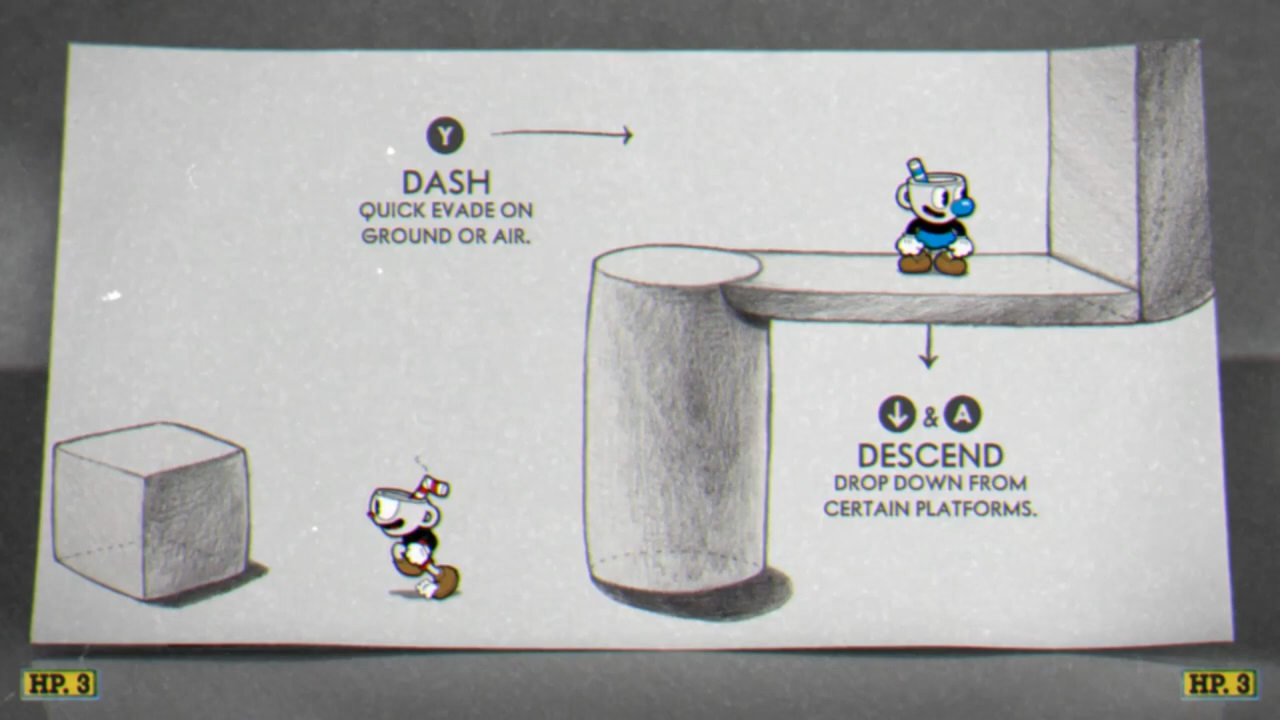 Y
DASH
QUICK EVADE ON
GROUND OR AIR.
↓ & A
DESCEND
DROP DOWN FROM
CERTAIN PLATFORMS.
HP. 3
HP. 3